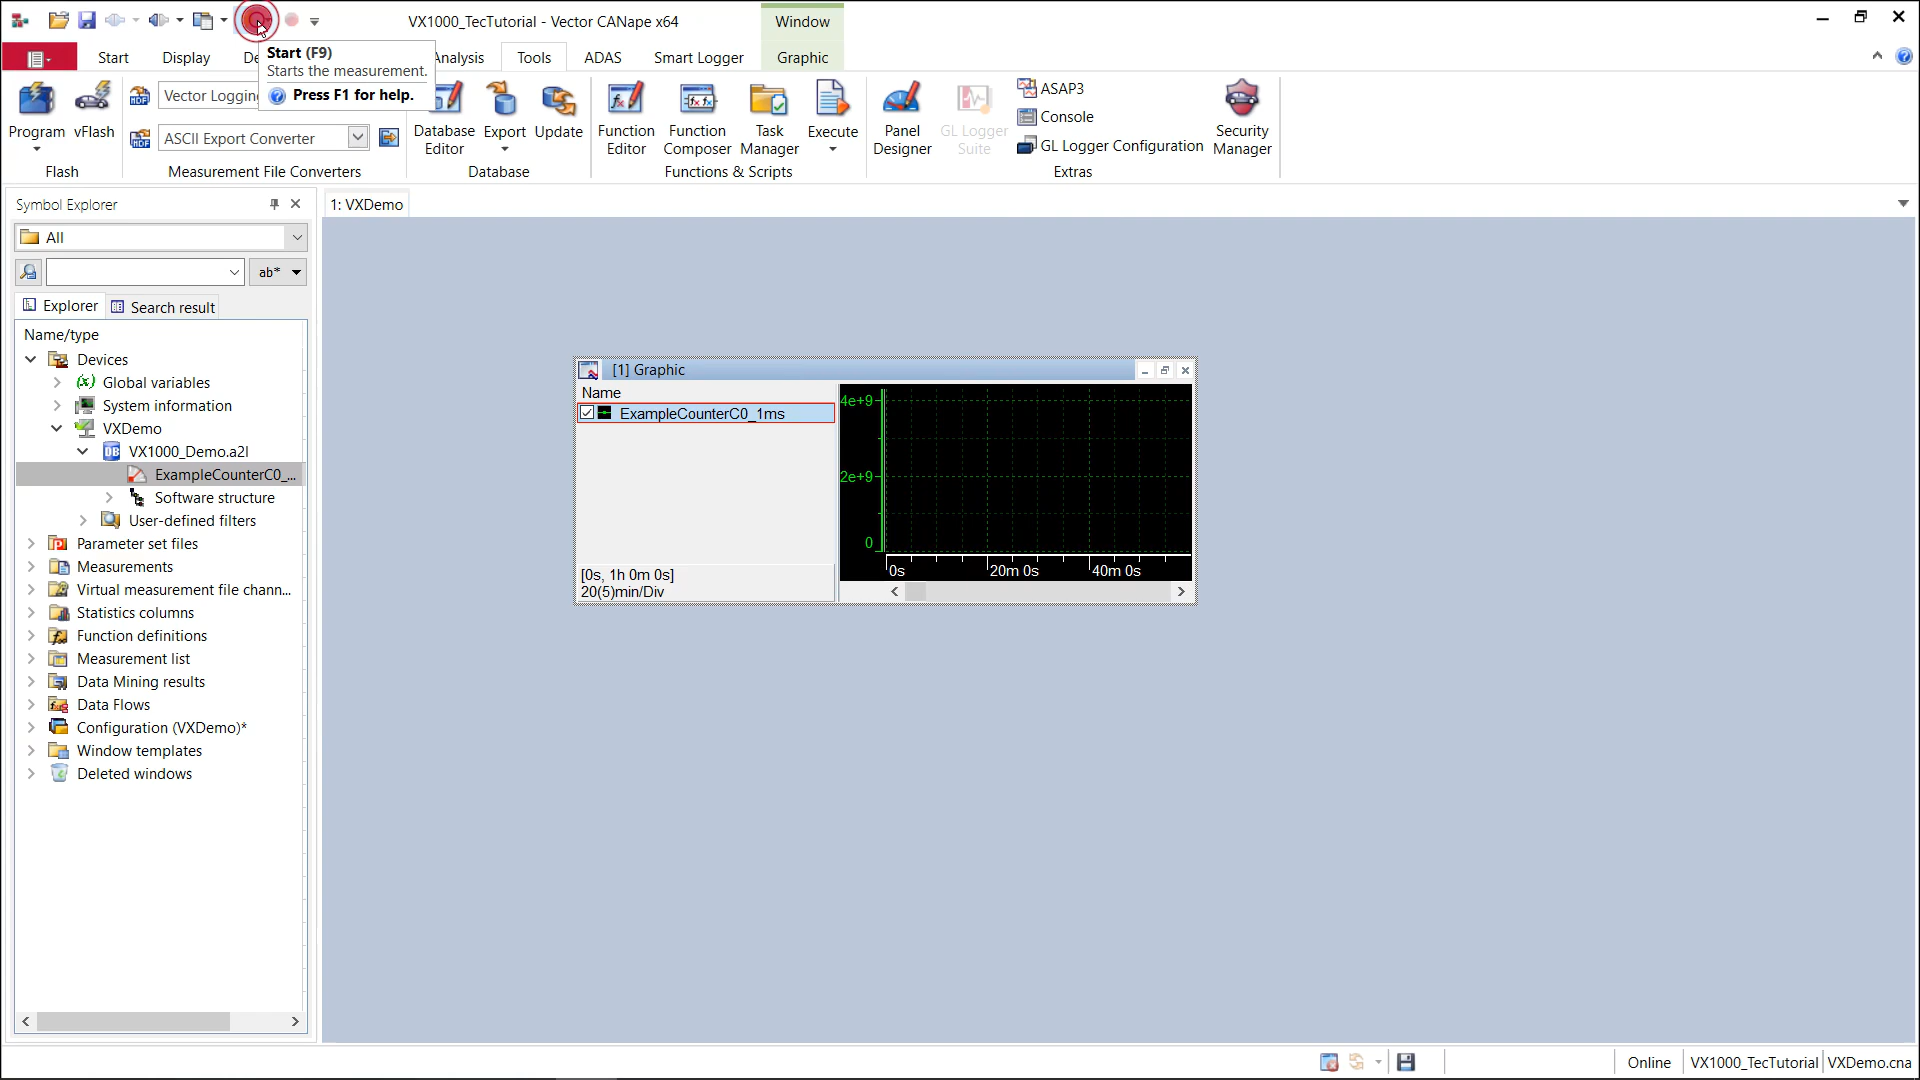 VX1000_TecTutorial - Vector CANape x64
Window
Start
Display
De
Analysis
Tools
ADAS
Smart Logger
Graphic
Start (F9)
Starts the measurement.
Press F1 for help.
Program
vFlash
Flash
Vector Logging
ASCII Export Converter
Measurement File Converters
Database Editor
Export
Update
Database
Function Editor
Function Composer
Task Manager
Execute
Functions & Scripts
Panel Designer
GL Logger Suite
ASAP3
Console
GL Logger Configuration
Security Manager
Extras
Symbol Explorer
1: VXDemo
All
ab*
Explorer
Search result
Name/type
Devices
Global variables
System information
VXDemo
VX1000_Demo.a2l
ExampleCounterC0_...
Software structure
User-defined filters
Parameter set files
Measurements
Virtual measurement file chann...
Statistics columns
Function definitions
Measurement list
Data Mining results
Data Flows
Configuration (VXDemo)*
Window templates
Deleted windows
[1] Graphic
Name
ExampleCounterC0_1ms
[0s, 1h 0m 0s]
20(5)min/Div
4e+9
2e+9
0
0s
20m 0s
40m 0s
Online
VX1000_TecTutorial
VXDemo.cna